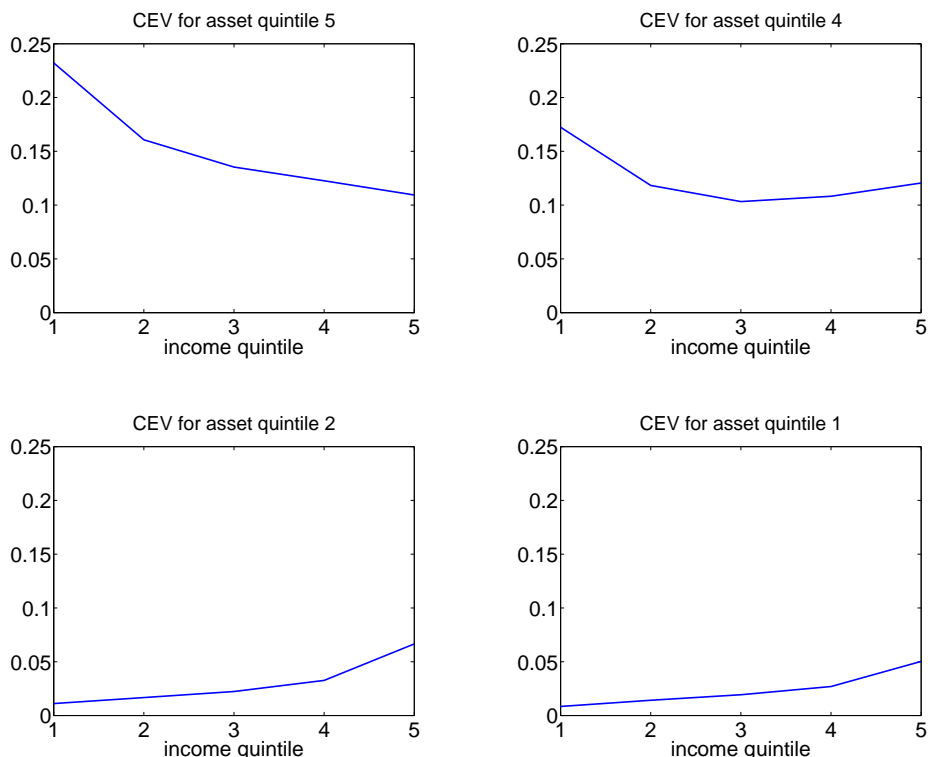 CEV for asset quintile 5
0.25
0.2
0.15
0.1
0.05
0
1 2 3 4 5
income quintile
CEV for asset quintile 4
0.25
0.2
0.15
0.1
0.05
0
1 2 3 4 5
income quintile
CEV for asset quintile 2
0.25
0.2
0.15
0.1
0.05
0
1 2 3 4 5
income quintile
CEV for asset quintile 1
0.25
0.2
0.15
0.1
0.05
0
1 2 3 4 5
income quintile